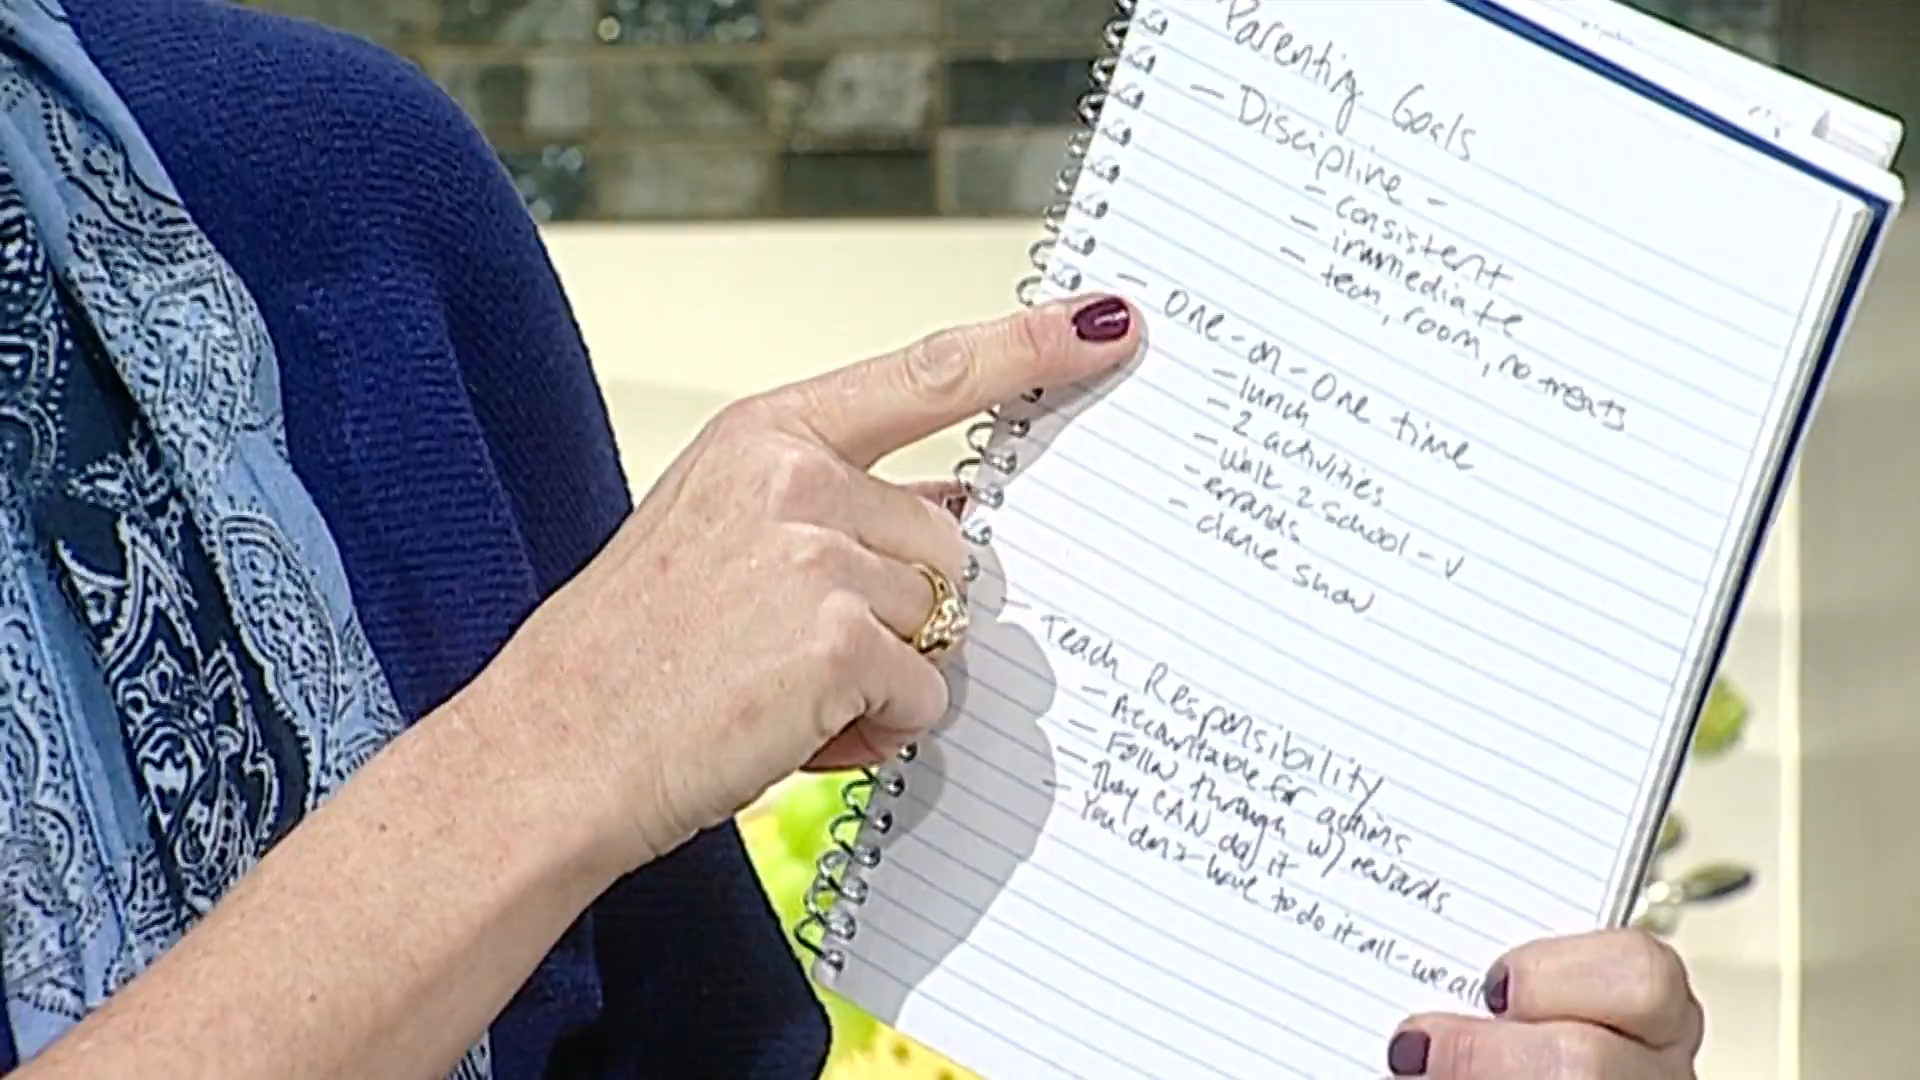 Parenting Goals
- Discipline -
- consistent
- immediate
- tech, room, no treats
- One-on-One time
- lunch
- 2 activities
- walk 2 school - √
- errands
- dance show
- Teach Responsibility
- Accountable for actions
- Follow through w/ rewards
- They CAN do it
- You don't have to do it all - we all